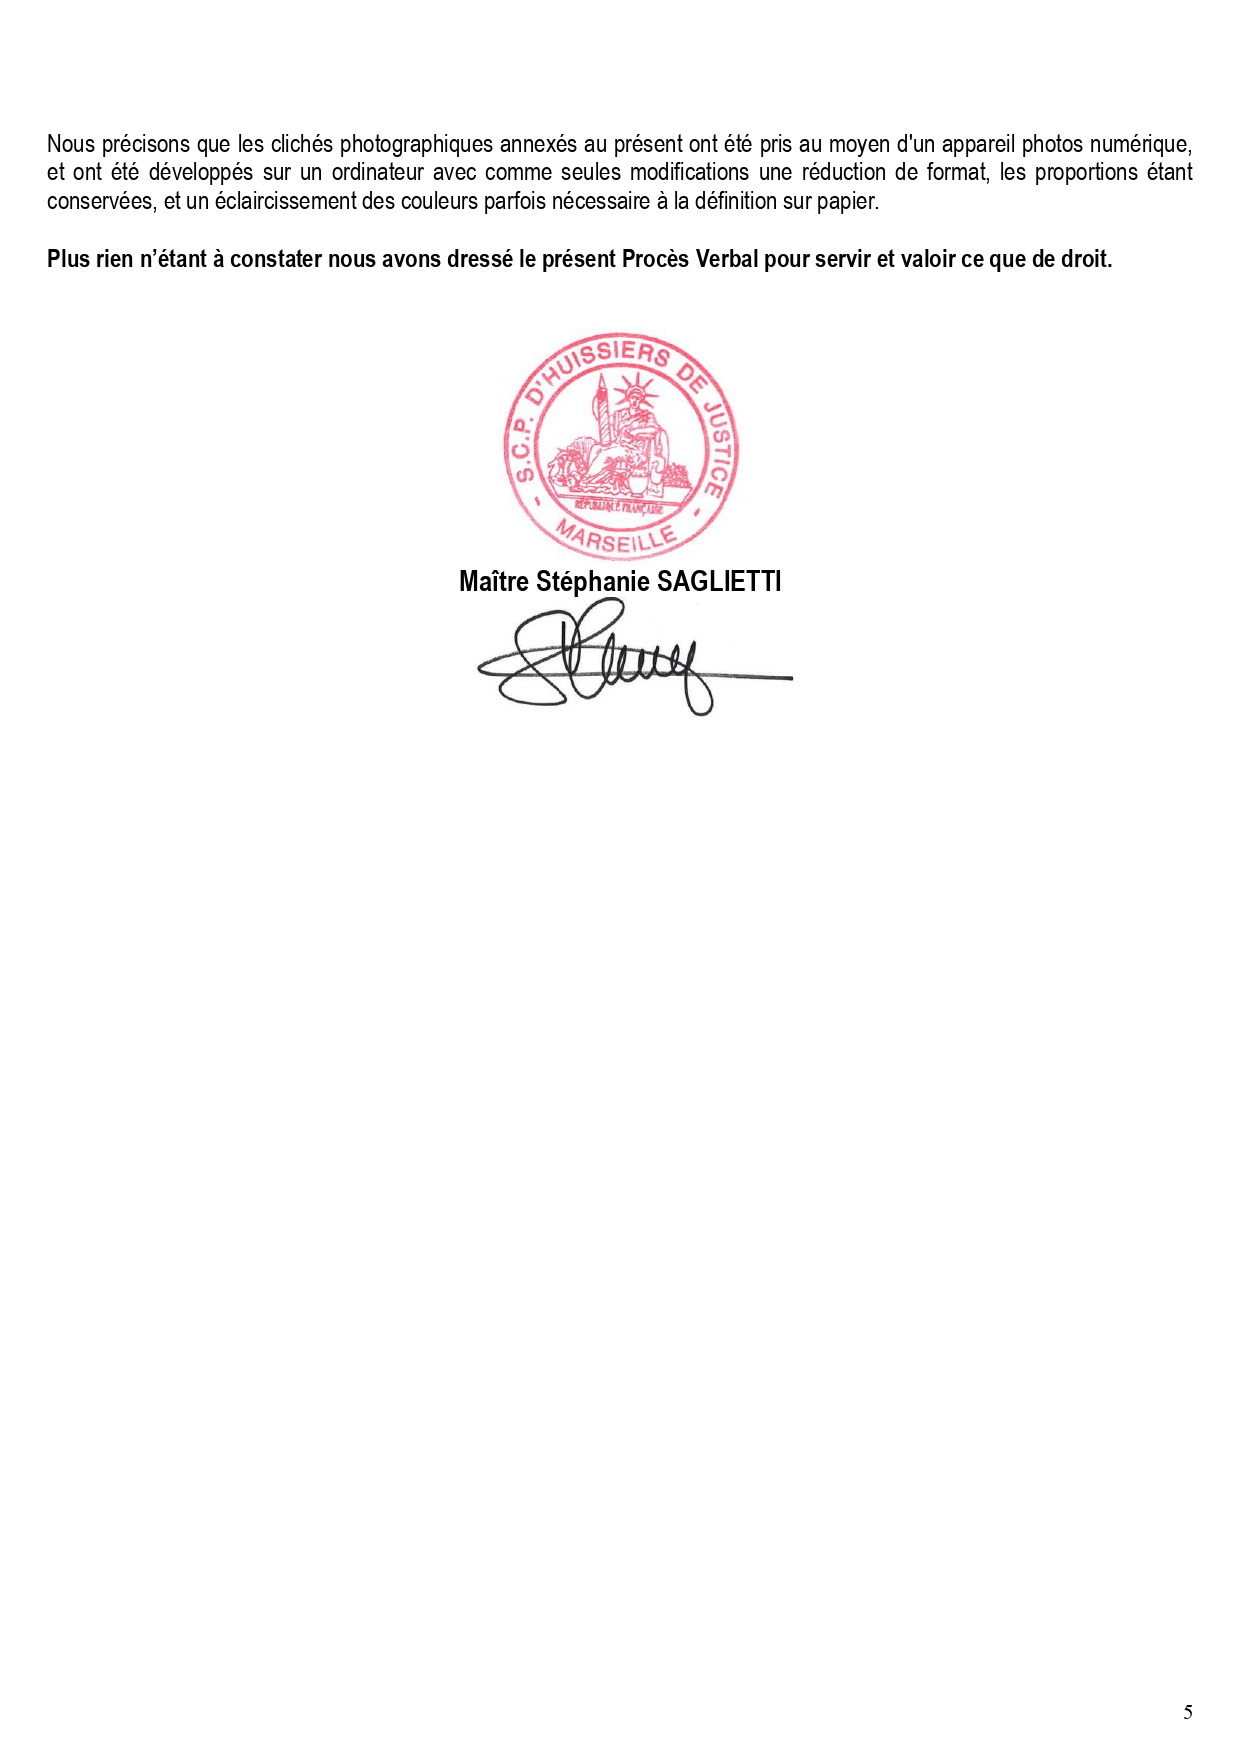 Nous précisons que les clichés photographiques annexés au présent ont été pris au moyen d'un appareil photos numérique,
et ont été développés sur un ordinateur avec comme seules modifications une réduction de format, les proportions étant
conservées, et un éclaircissement des couleurs parfois nécessaire à la définition sur papier.
Plus rien n’étant à constater nous avons dressé le présent Procès Verbal pour servir et valoir ce que de droit.
S.C.P. D'HUISSIERS DE JUSTICE
RÉPUBLIQUE FRANÇAISE
- MARSEILLE -
Maître Stéphanie SAGLIETTI
5